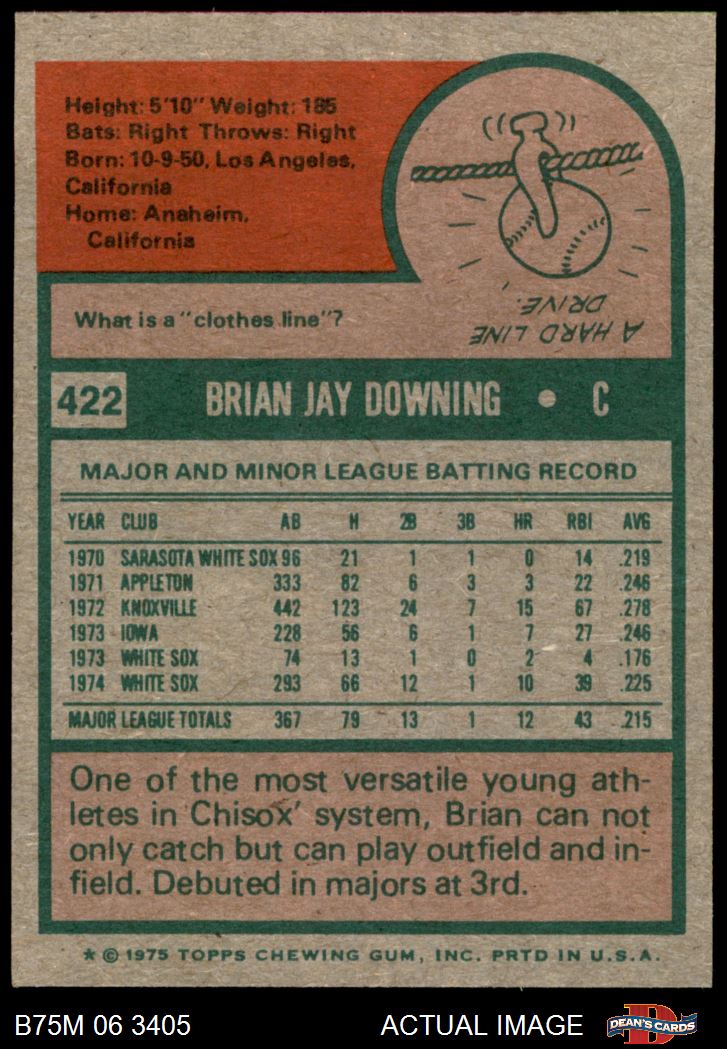 Height: 5'10" Weight: 185
Bats: Right Throws: Right
Born: 10-9-50, Los Angeles,
California
Home: Anaheim,
California
What is a "clothes line"?
A HARD LINE
DRIVE.
422 BRIAN JAY DOWNING • C
MAJOR AND MINOR LEAGUE BATTING RECORD
YEAR CLUB AB H 2B 3B HR RBI AVG
1970 SARASOTA WHITE SOX 96 21 1 1 0 14 .219
1971 APPLETON 333 82 6 3 3 22 .246
1972 KNOXVILLE 442 123 24 7 15 67 .278
1973 IOWA 228 56 6 1 7 27 .246
1973 WHITE SOX 74 13 1 0 2 4 .176
1974 WHITE SOX 293 66 12 1 10 39 .225
MAJOR LEAGUE TOTALS 367 79 13 1 12 43 .215
One of the most versatile young ath-
letes in Chisox' system, Brian can not
only catch but can play outfield and in-
field. Debuted in majors at 3rd.
* © 1975 TOPPS CHEWING GUM, INC. PRTD IN U.S.A.
B75M 06 3405 ACTUAL IMAGE D DEAN'S CARDS